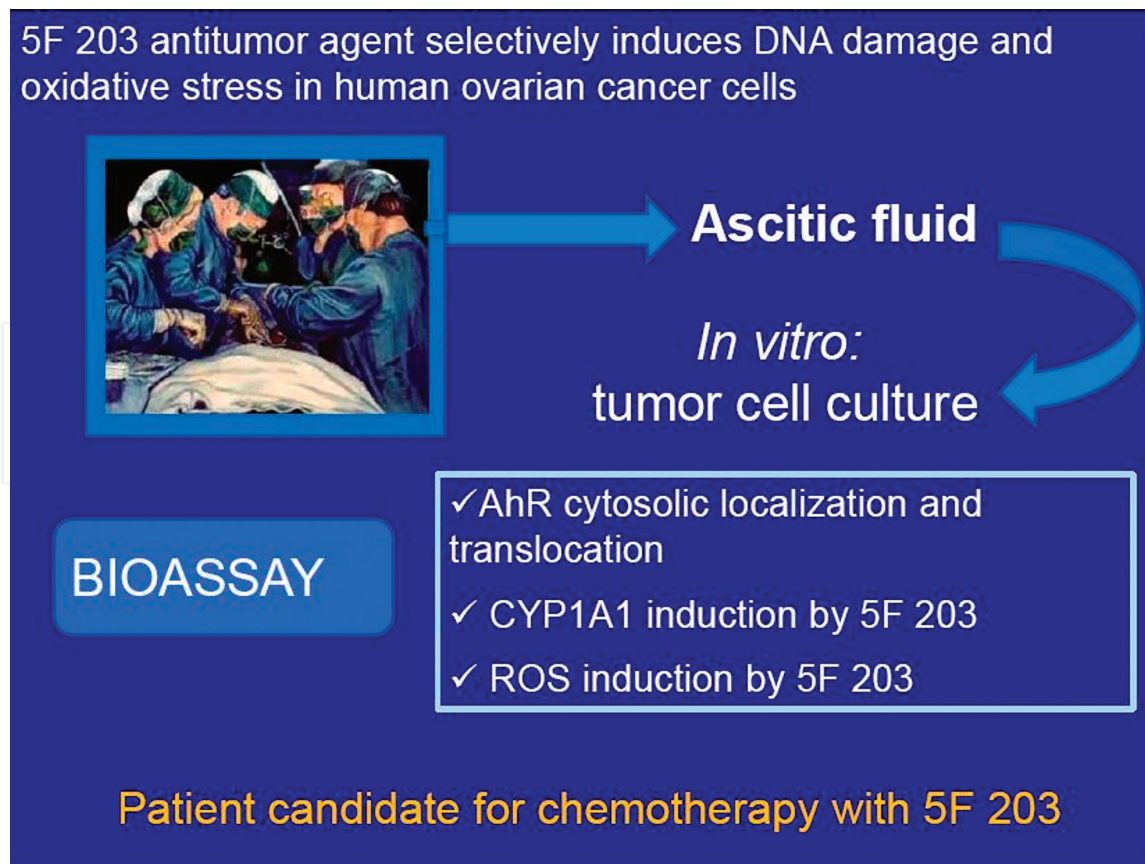 5F 203 antitumor agent selectively induces DNA damage and
oxidative stress in human ovarian cancer cells
Ascitic fluid
In vitro:
tumor cell culture
BIOASSAY
✓AhR cytosolic localization and
translocation
✓ CYP1A1 induction by 5F 203
✓ ROS induction by 5F 203
Patient candidate for chemotherapy with 5F 203